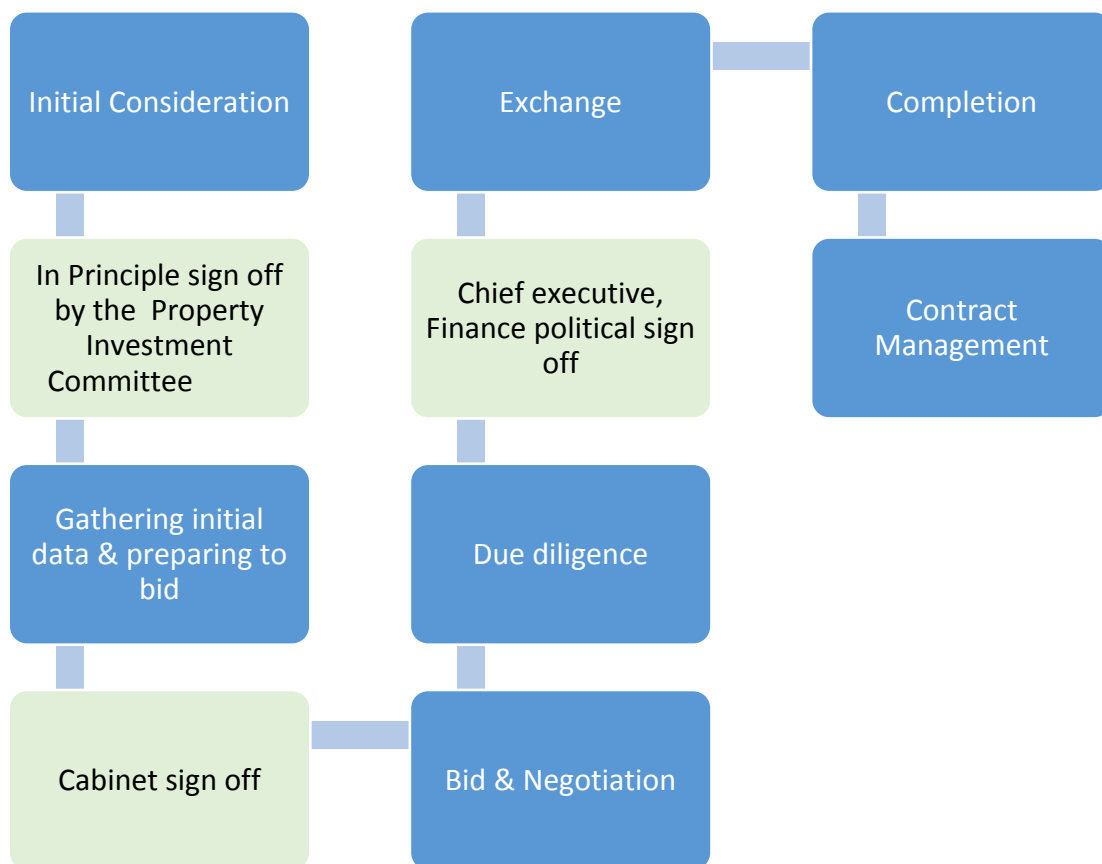 Initial Consideration
In Principle sign off
by the Property
Investment
Committee
Gathering initial
data & preparing to
bid
Cabinet sign off
Bid & Negotiation
Due diligence
Chief executive,
Finance political sign
off
Exchange
Completion
Contract
Management